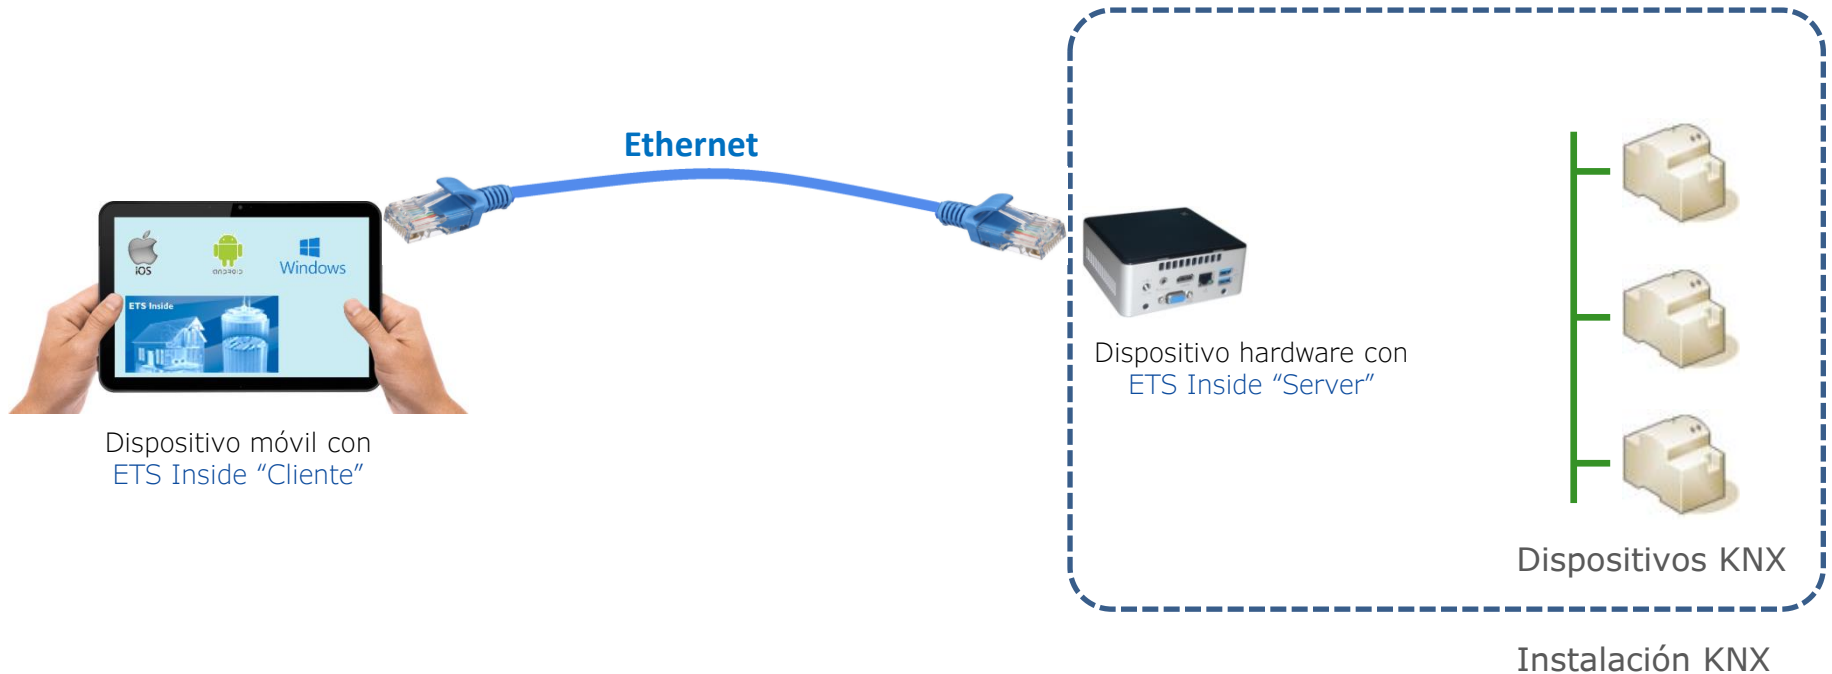 Ethernet
iOS
ANDROID
Windows
ETS Inside
Dispositivo móvil con
ETS Inside “Cliente”
Dispositivo hardware con
ETS Inside “Server”
Dispositivos KNX
Instalación KNX